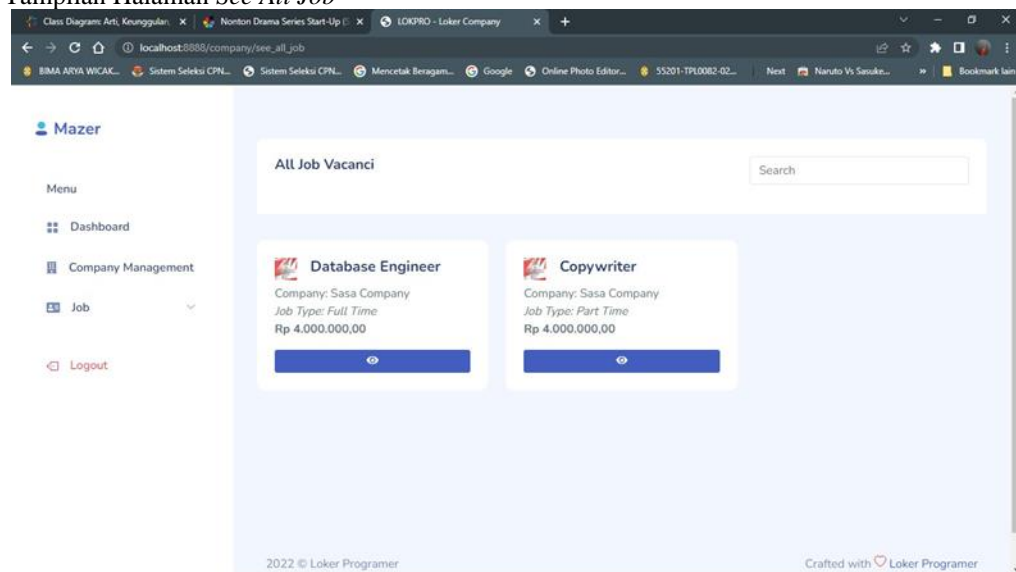 Tampilan Halaman See All Job
Class Diagram: Arti, Keunggulan,
Nonton Drama Series Start-Up (S
LOKPRO - Loker Company
localhost:8888/company/see_all_job
BIMA ARYA WICAK...
Sistem Seleksi CPN...
Sistem Seleksi CPN...
Mencetak Beragam...
Google
Online Photo Editor...
55201-TPL0082-02...
Next
Naruto Vs Sasuke...
»
Bookmark lain
Mazer
All Job Vacanci
Search
Menu
Dashboard
Company Management
Job
Logout
Database Engineer
Company: Sasa Company
Job Type: Full Time
Rp 4.000.000,00
Copywriter
Company: Sasa Company
Job Type: Part Time
Rp 4.000.000,00
2022 © Loker Programer
Crafted with ♡ Loker Programer